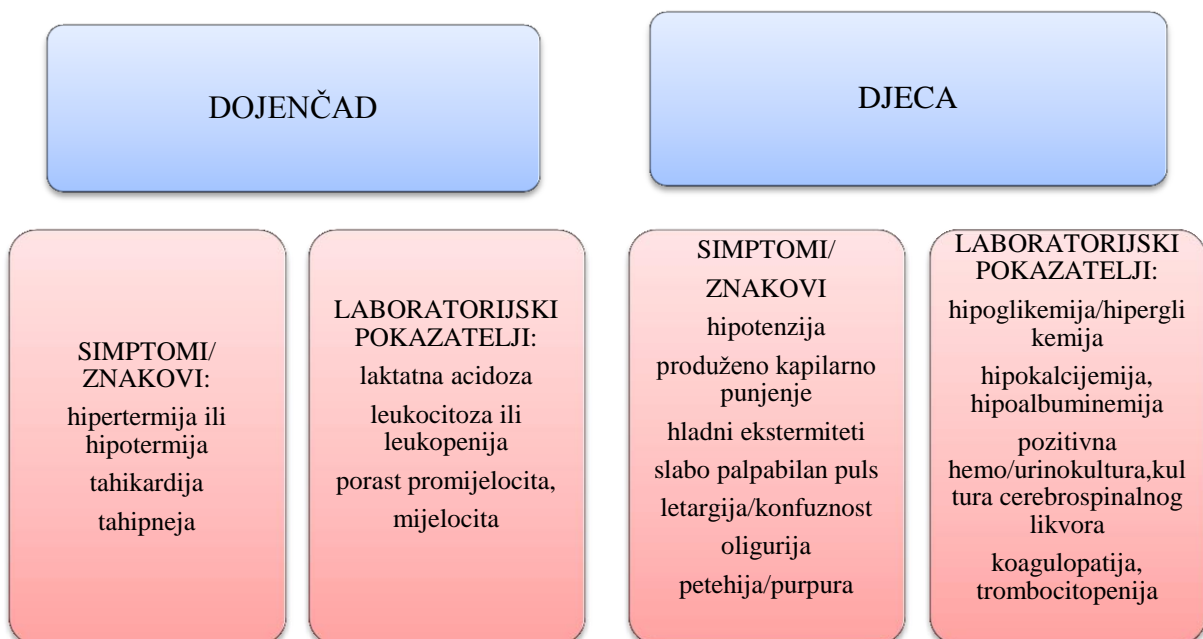 DOJENČAD
SIMPTOMI/
ZNAKOVI:
hipertermija ili
hipotermija
tahikardija
tahipneja
LABORATORIJSKI
POKAZATELJI:
laktatna acidoza
leukocitoza ili
leukopenija
porast promijelocita,
mijelocita
DJECA
SIMPTOMI/
ZNAKOVI
hipotenzija
produženo kapilarno
punjenje
hladni ekstermiteti
slabo palpabilan puls
letargija/konfuznost
oligurija
petehija/purpura
LABORATORIJSKI
POKAZATELJI:
hipoglikemija/hipergli
kemija
hipokalcijemija,
hipoalbuminemija
pozitivna
hemo/urinokultura,kul
tura cerebrospinalnog
likvora
koagulopatija,
trombocitopenija